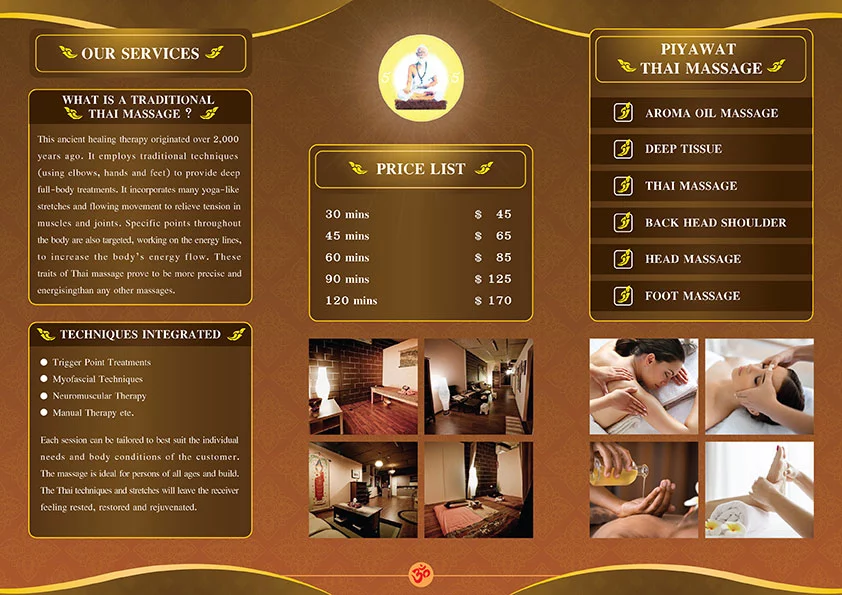 OUR SERVICES
WHAT IS A TRADITIONAL
THAI MASSAGE ?
This ancient healing therapy originated over 2,000
years ago. It employs traditional techniques
(using elbows, hands and feet) to provide deep
full-body treatments. It incorporates many yoga-like
stretches and flowing movement to relieve tension in
muscles and joints. Specific points throughout
the body are also targeted, working on the energy lines,
to increase the body's energy flow. These
traits of Thai massage prove to be more precise and
energisingthan any other massages.
TECHNIQUES INTEGRATED
Trigger Point Treatments
Myofascial Techniques
Neuromuscular Therapy
Manual Therapy etc.
Each session can be tailored to best suit the individual
needs and body conditions of the customer.
The massage is ideal for persons of all ages and build.
The Thai techniques and stretches will leave the receiver
feeling rested, restored and rejuvenated.
5 5
PRICE LIST
30 mins $ 45
45 mins $ 65
60 mins $ 85
90 mins $ 125
120 mins $ 170
ॐ
PIYAWAT
THAI MASSAGE
AROMA OIL MASSAGE
DEEP TISSUE
THAI MASSAGE
BACK HEAD SHOULDER
HEAD MASSAGE
FOOT MASSAGE